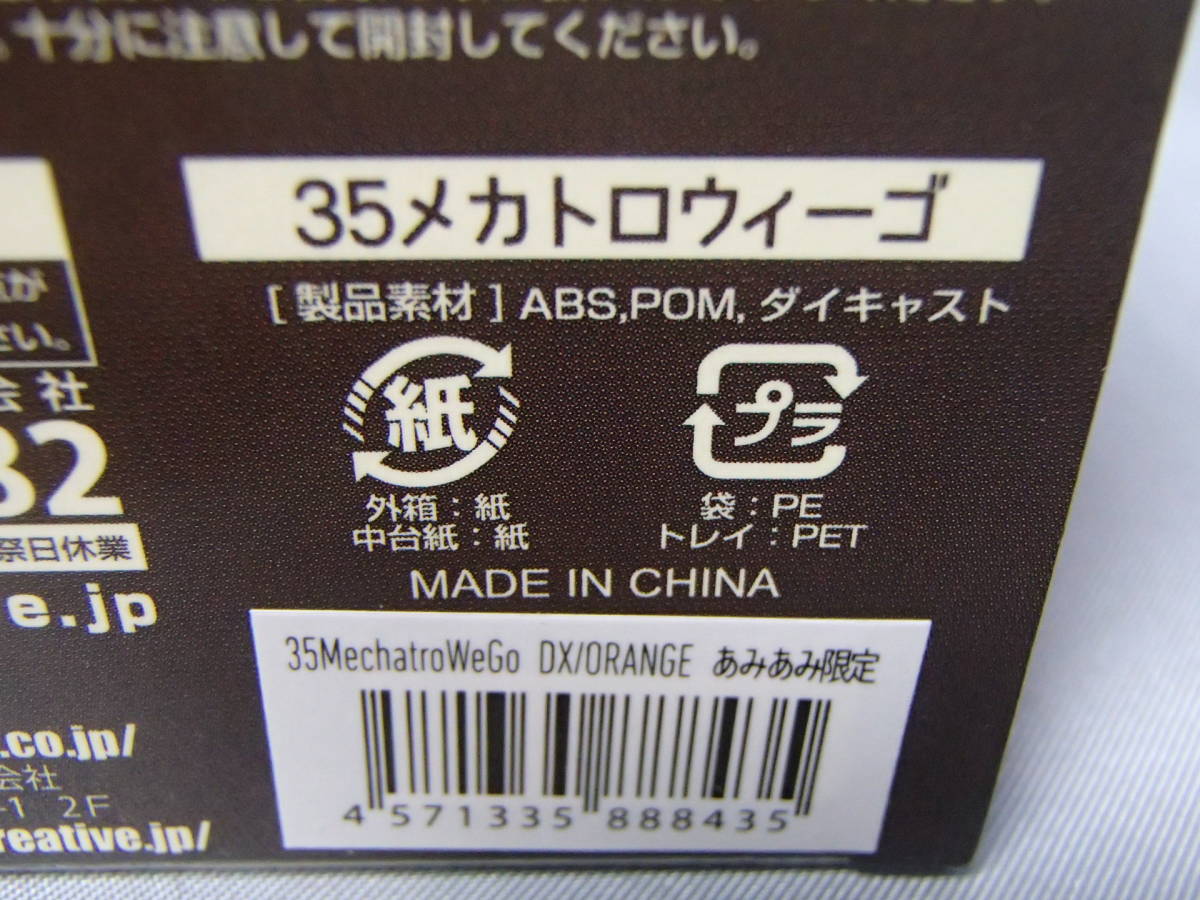 十分に注意して開封してください。
35メカトロウィーゴ
[ 製品素材 ] ABS,POM, ダイキャスト
が
さい。
会社
32
祭日休業
e.jp
紙
プラ
外箱：紙
中台紙：紙
袋：PE
トレイ：PET
MADE IN CHINA
35MechatroWeGo DX/ORANGE あみあみ限定
4 571335 888435
.co.jp/
会社
-1 2F
reative.jp/